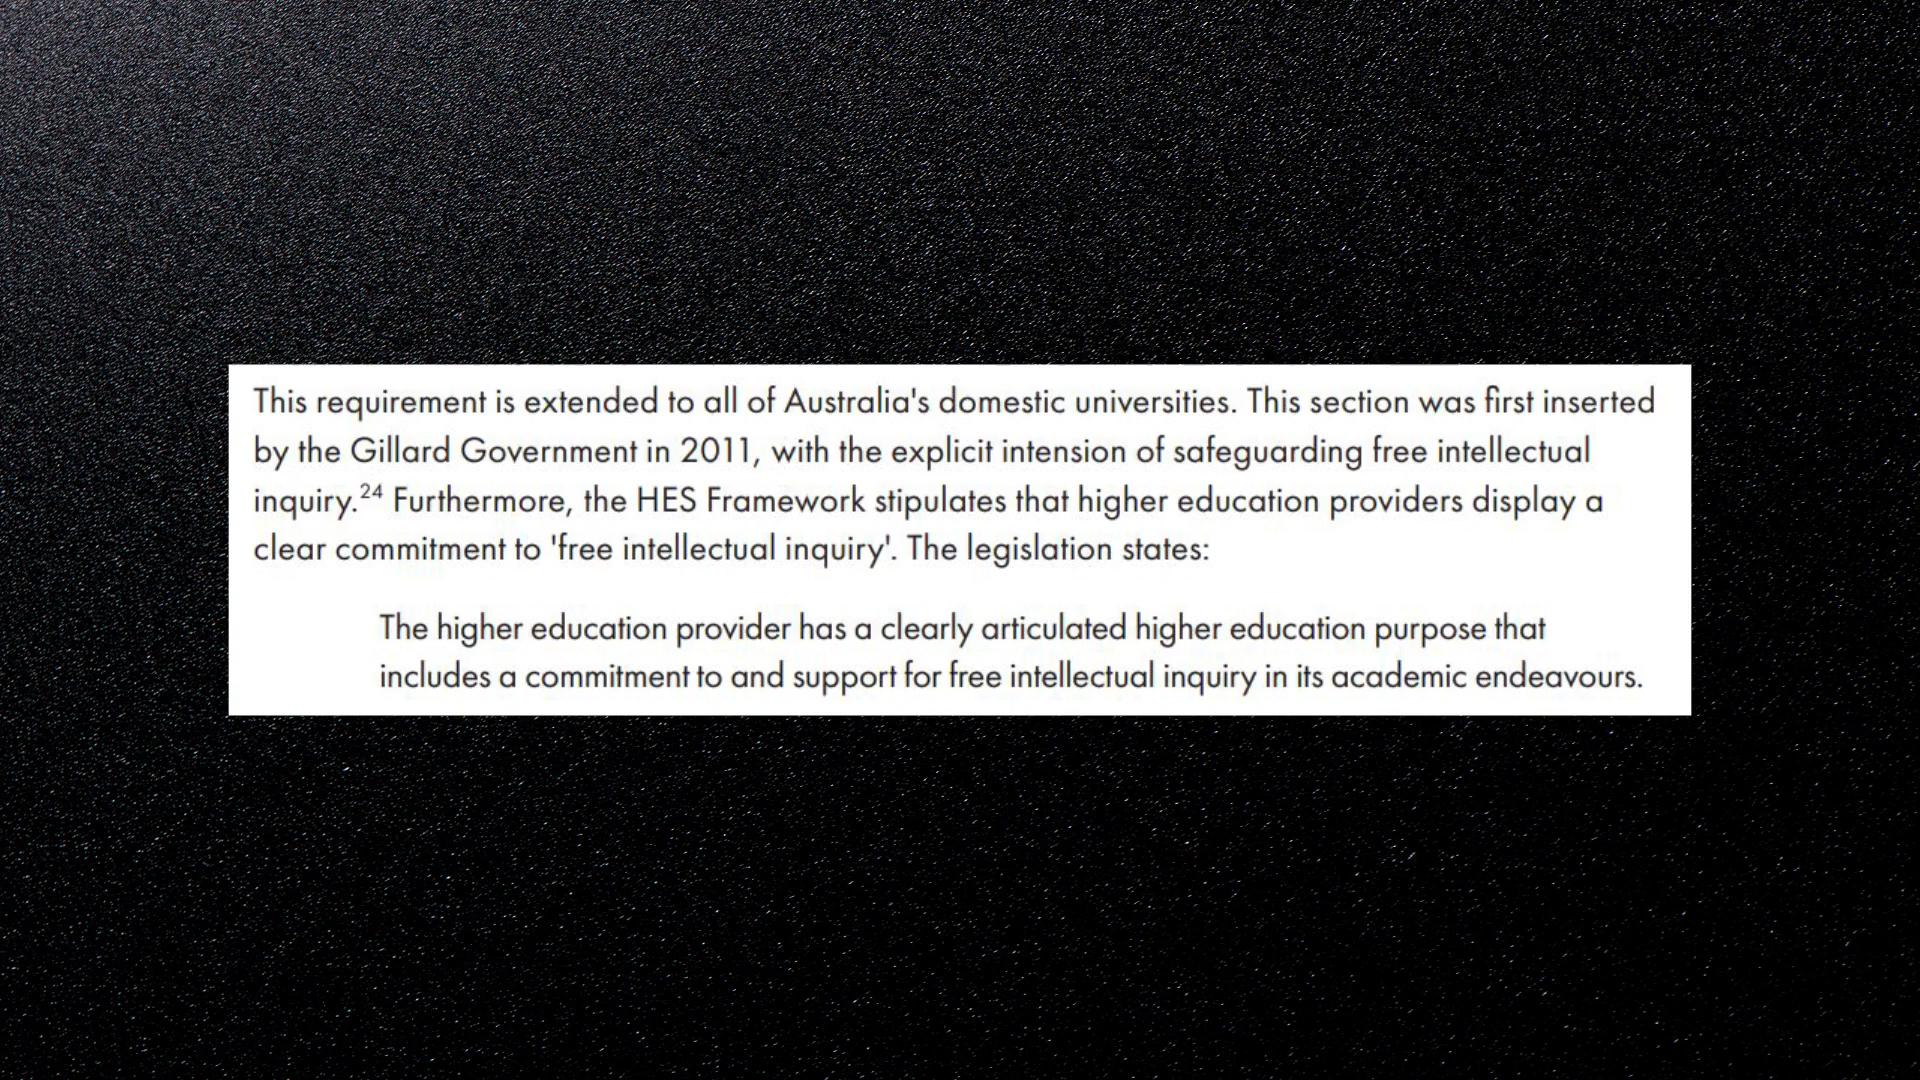 This requirement is extended to all of Australia's domestic universities. This section was first inserted
by the Gillard Government in 2011, with the explicit intension of safeguarding free intellectual
inquiry.24 Furthermore, the HES Framework stipulates that higher education providers display a
clear commitment to 'free intellectual inquiry'. The legislation states:
The higher education provider has a clearly articulated higher education purpose that
includes a commitment to and support for free intellectual inquiry in its academic endeavours.